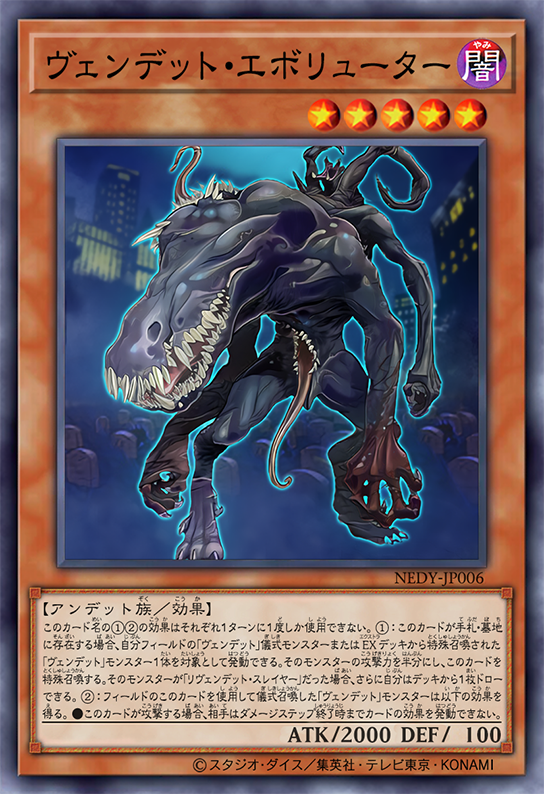 ヴェンデット・エボリューター
闇
NEDY-JP006
【アンデット族／効果】
このカード名の①②の効果はそれぞれ1ターンに1度しか使用できない。①：このカードが手札・墓地
に存在する場合、自分フィールドの「ヴェンデット」儀式モンスターまたはEXデッキから特殊召喚された
「ヴェンデット」モンスター1体を対象として発動できる。そのモンスターの攻撃力を半分にし、このカードを
特殊召喚する。そのモンスターが「リヴェンデット・スレイヤー」だった場合、さらに自分はデッキから1枚ドロー
できる。②：フィールドのこのカードを使用して儀式召喚した「ヴェンデット」モンスターは以下の効果を
得る。●このカードが攻撃する場合、相手はダメージステップ終了時までカードの効果を発動できない。
ATK/2000 DEF/ 100
©スタジオ・ダイス／集英社・テレビ東京・KONAMI